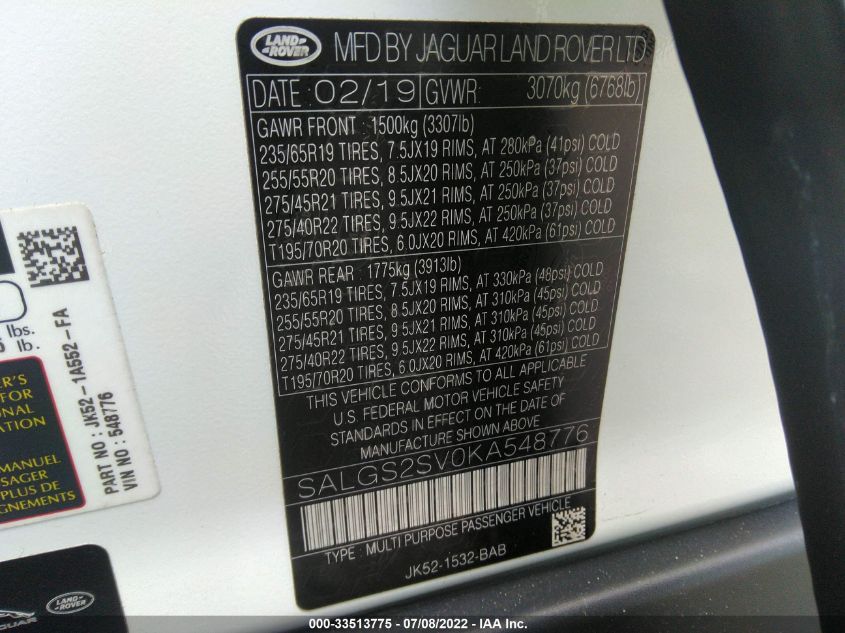 LAND ROVER
MFD BY JAGUAR LAND ROVER LTD
DATE: 02/19 GVWR: 3070kg (6768lb)
GAWR FRONT : 1500kg (3307lb)
235/65R19 TIRES, 7.5JX19 RIMS, AT 280kPa (41psi) COLD
255/55R20 TIRES, 8.5JX20 RIMS, AT 250kPa (37psi) COLD
275/45R21 TIRES, 9.5JX21 RIMS, AT 250kPa (37psi) COLD
275/40R22 TIRES, 9.5JX22 RIMS, AT 250kPa (37psi) COLD
T195/70R20 TIRES, 6.0JX20 RIMS, AT 420kPa (61psi) COLD
GAWR REAR : 1775kg (3913lb)
235/65R19 TIRES, 7.5JX19 RIMS, AT 330kPa (48psi) COLD
255/55R20 TIRES, 8.5JX20 RIMS, AT 310kPa (45psi) COLD
275/45R21 TIRES, 9.5JX21 RIMS, AT 310kPa (45psi) COLD
275/40R22 TIRES, 9.5JX22 RIMS, AT 310kPa (45psi) COLD
T195/70R20 TIRES, 6.0JX20 RIMS, AT 420kPa (61psi) COLD
THIS VEHICLE CONFORMS TO ALL APPLICABLE
U.S. FEDERAL MOTOR VEHICLE SAFETY
STANDARDS IN EFFECT ON THE DATE OF
MANUFACTURE SHOWN ABOVE
SALGS2SV0KA548776
TYPE : MULTI PURPOSE PASSENGER VEHICLE
JK52-1532-BAB
lbs.
lb.
PART NO : JK52-1A552-FA
VIN NO : 548776
ER'S
FOR
ONAL
ATION
MANUEL
SAGER
PLUS DE
IGNEMENTS
LAND ROVER
JAGUAR
000-33513775 - 07/08/2022 - IAA Inc.